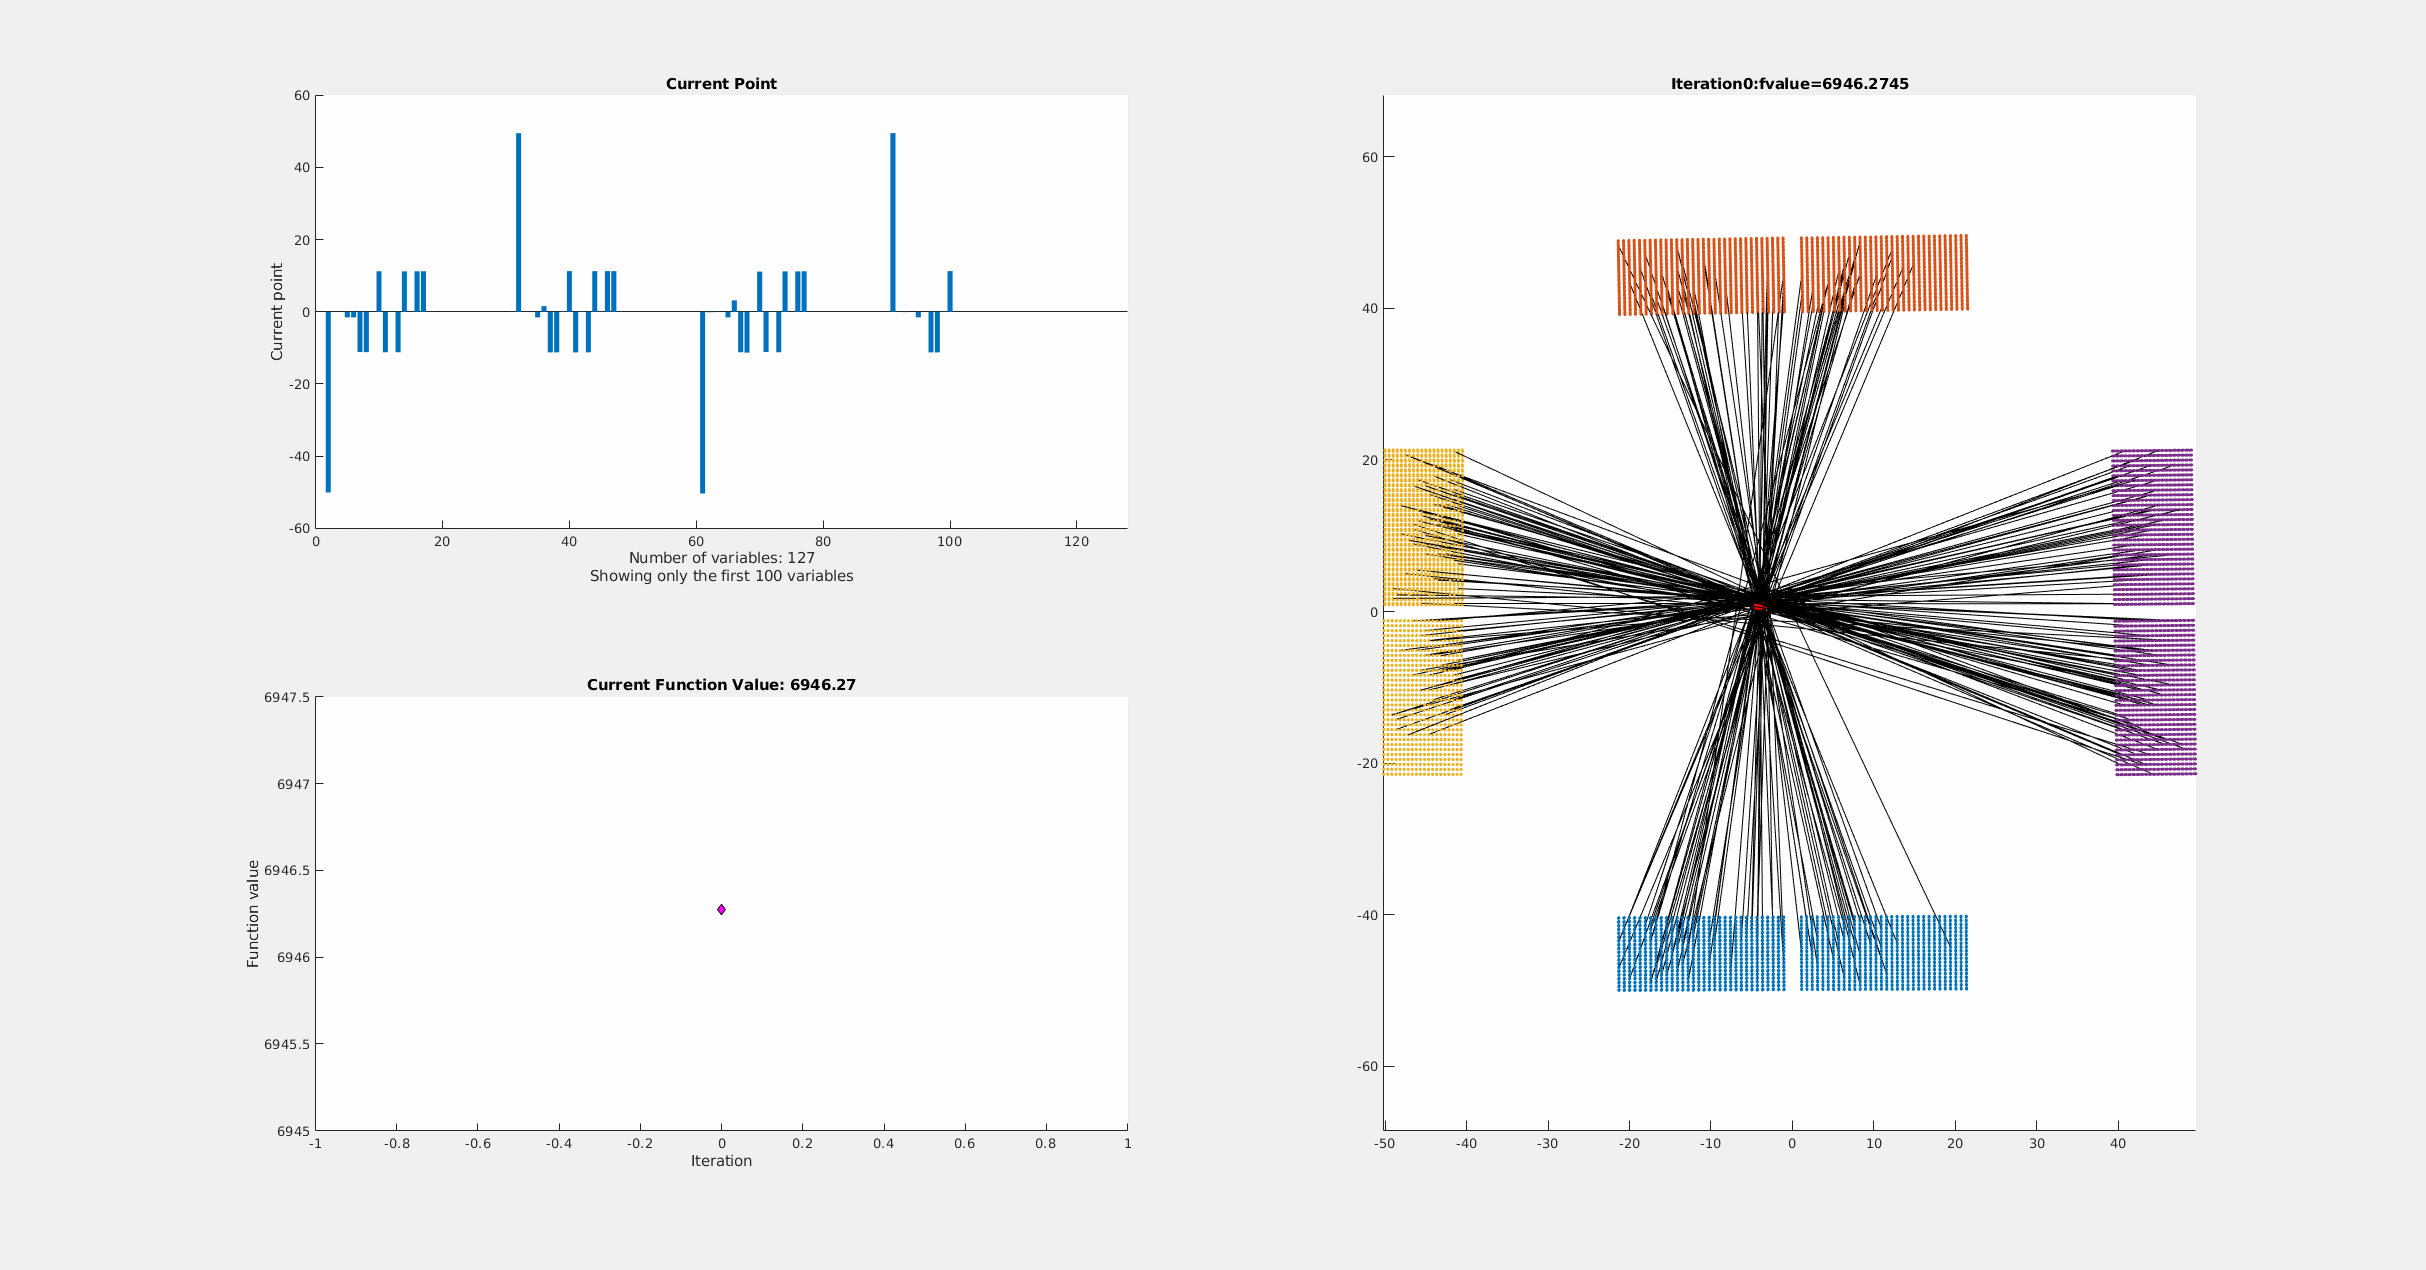 Current Point
60
40
20
0
-20
-40
-60
Current point
0 20 40 60 80 100 120
Number of variables: 127
Showing only the first 100 variables
Current Function Value: 6946.27
6947.5
6947
6946.5
6946
6945.5
6945
Function value
-1 -0.8 -0.6 -0.4 -0.2 0 0.2 0.4 0.6 0.8 1
Iteration
Iteration0:fvalue=6946.2745
60
40
20
0
-20
-40
-60
-50 -40 -30 -20 -10 0 10 20 30 40